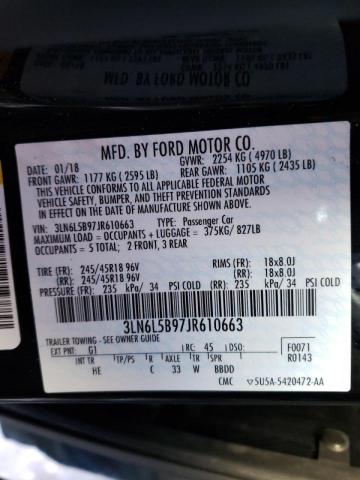 MFD. BY FORD MOTOR CO.
DATE: 01/18 GVWR: 2254 KG ( 4970 LB)
FRONT GAWR: 1177 KG ( 2595 LB) REAR GAWR: 1105 KG ( 2435 LB)
THIS VEHICLE CONFORMS TO ALL APPLICABLE FEDERAL MOTOR
VEHICLE SAFETY, BUMPER, AND THEFT PREVENTION STANDARDS
IN EFFECT ON THE DATE OF MANUFACTURE SHOWN ABOVE.
VIN: 3LN6L5B97JR610663 TYPE: Passenger Car
MAXIMUM LOAD = OCCUPANTS + LUGGAGE = 375KG/ 827LB
OCCUPANTS = 5 TOTAL; 2 FRONT, 3 REAR
TIRE (FR): 245/45R18 96V RIMS (FR): 18x8.0J
(RR): 245/45R18 96V (RR): 18x8.0J
PRESSURE (FR): 235 kPa/ 34 PSI COLD (RR): 235 kPa/ 34 PSI COLD
3LN6L5B97JR610663
TRAILER TOWING - SEE OWNER GUIDE
EXT PNT: G1 RC: 45 DSO: F0071
INT TR TP/PS R AXLE TR SPR R0143
HE C 33 W BBDD
CMC 5U5A-5420472-AA